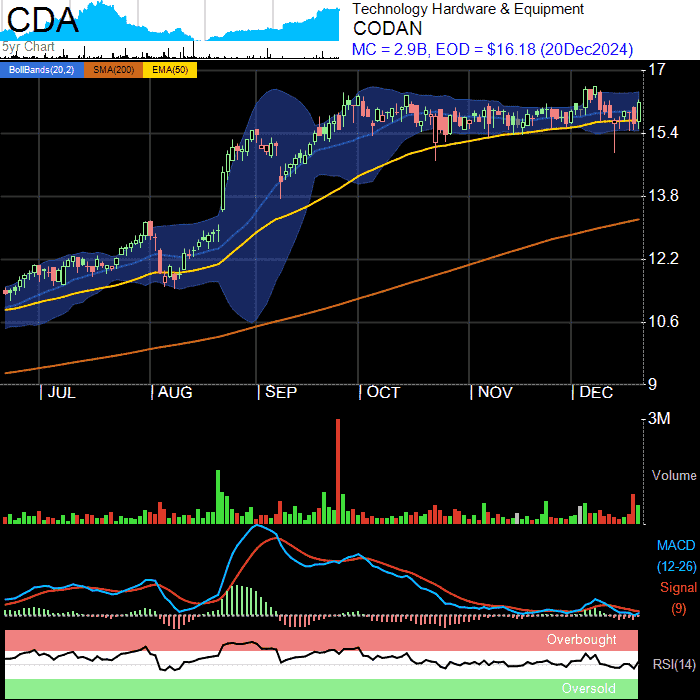 CDA
5yr Chart
Technology Hardware & Equipment
CODAN
MC = 2.9B, EOD = $16.18 (20Dec2024)
BollBands(20,2) SMA(200) EMA(50)
17
15.4
13.8
12.2
10.6
9
JUL AUG SEP OCT NOV DEC
3M
Volume
MACD
(12-26)
Signal
(9)
Overbought
RSI(14)
Oversold